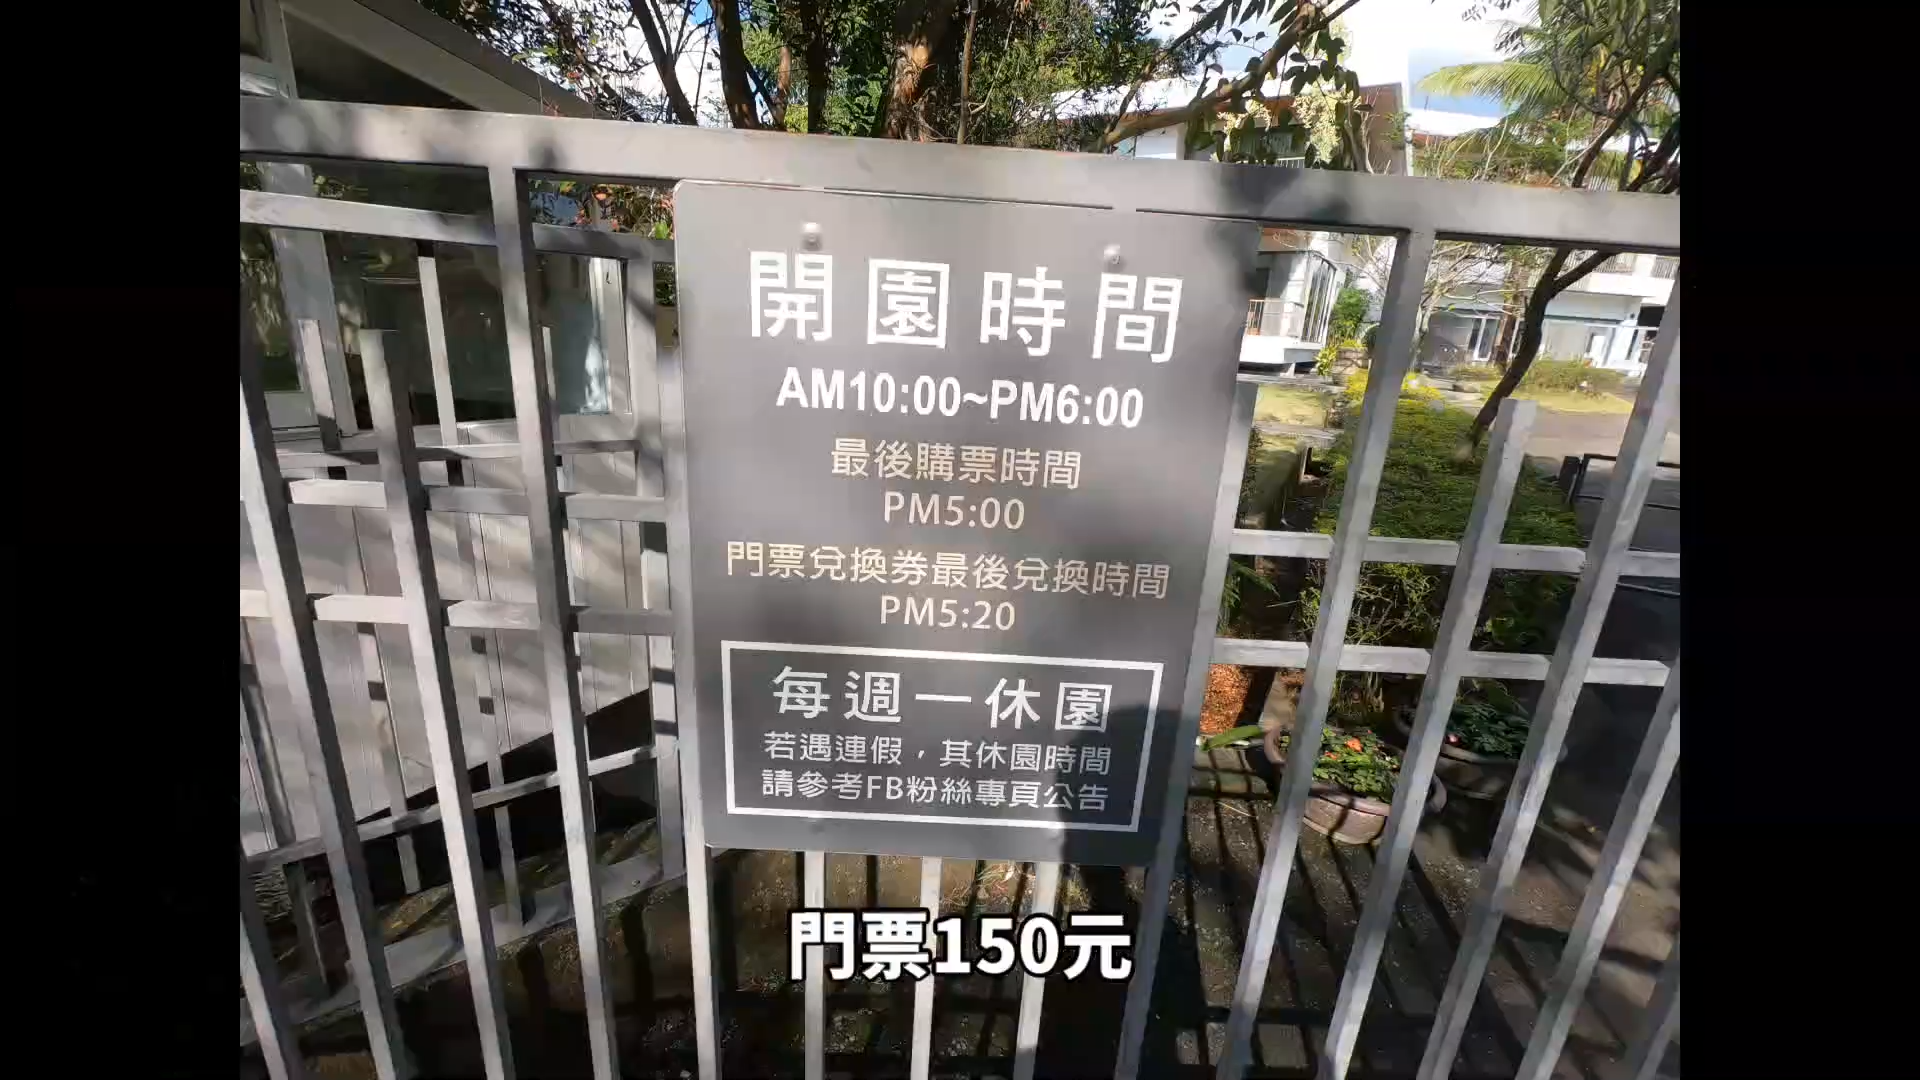 開園時間
AM10:00~PM6:00
最後購票時間
PM5:00
門票兌換券最後兌換時間
PM5:20
每週一休園
若遇連假，其休園時間
請參考FB粉絲專頁公告
門票150元